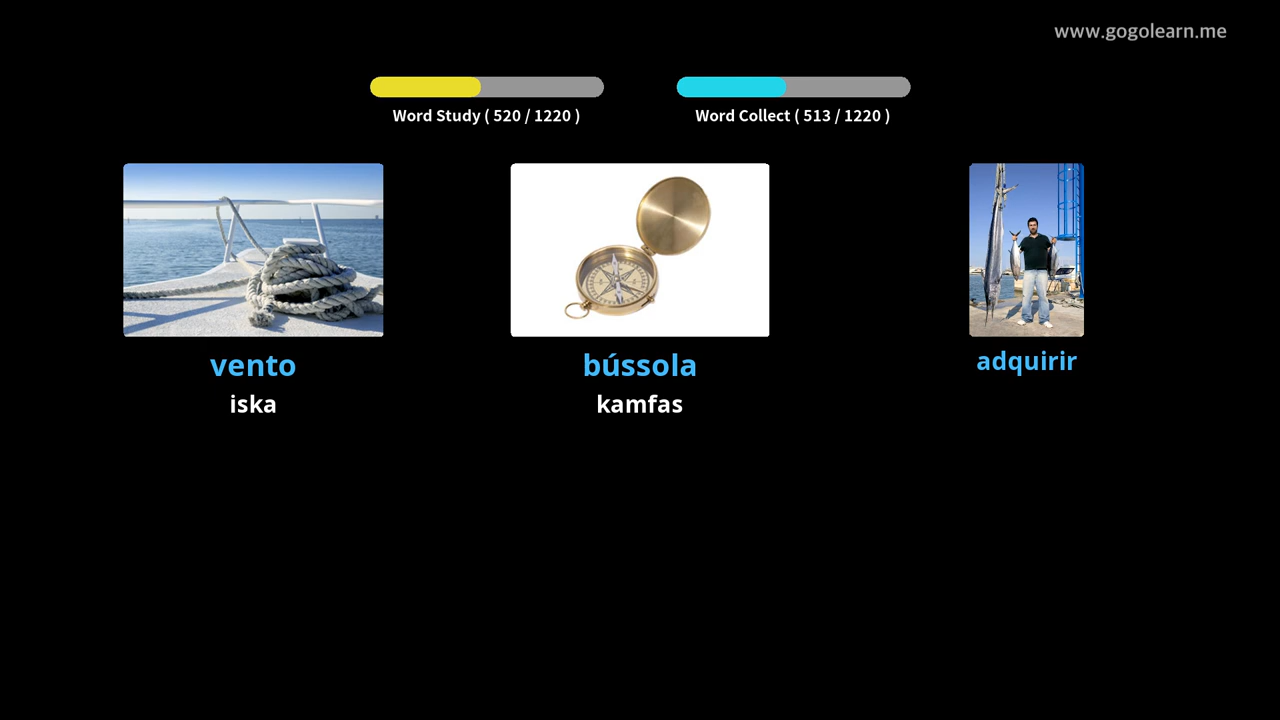 www.gogolearn.me
Word Study ( 520 / 1220 )
Word Collect ( 513 / 1220 )
vento
iska
bússola
kamfas
adquirir